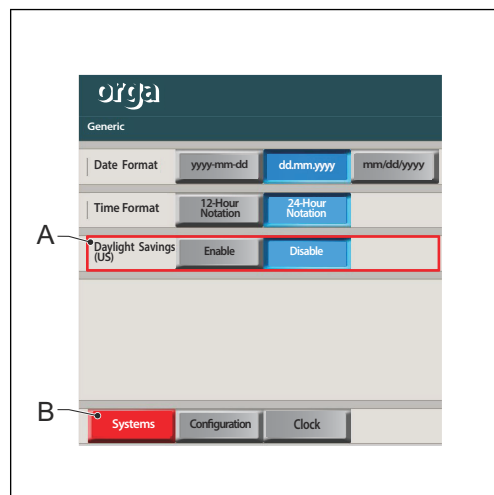 orga
Generic
Date Format yyyy-mm-dd dd.mm.yyyy mm/dd/yyyy
Time Format 12-Hour Notation 24-Hour Notation
A
Daylight Savings (US) Enable Disable
B
Systems Configuration Clock